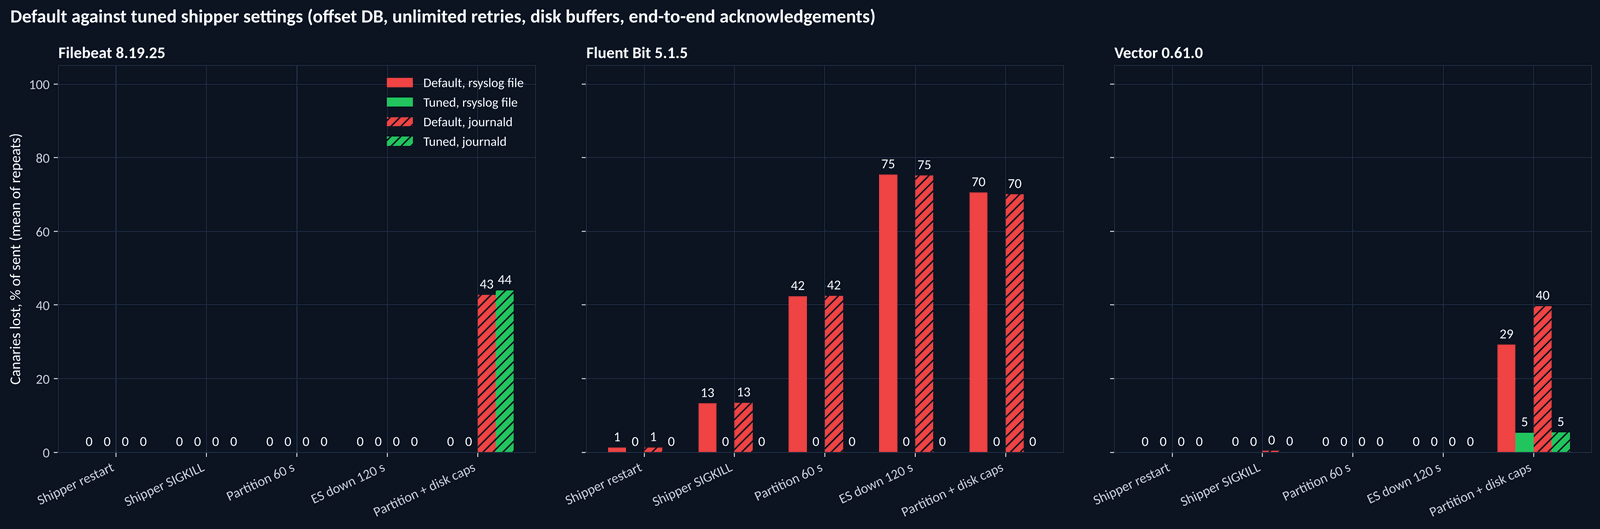 Default against tuned shipper settings (offset DB, unlimited retries, disk buffers, end-to-end acknowledgements)
Filebeat 8.19.25
Fluent Bit 5.1.5
Vector 0.61.0
Canaries lost, % of sent (mean of repeats)
100
80
60
40
20
0
Default, rsyslog file
Tuned, rsyslog file
Default, journald
Tuned, journald
0 0 0 0 0 0 0 0 0 0 0 0 0 0 0 0 0 0 43 44
Shipper restart
Shipper SIGKILL
Partition 60 s
ES down 120 s
Partition + disk caps
1 0 1 0 13 0 13 0 42 0 42 0 75 0 75 0 70 0 70 0
Shipper restart
Shipper SIGKILL
Partition 60 s
ES down 120 s
Partition + disk caps
0 0 0 0 0 0 0 0 0 0 0 0 0 0 0 0 29 5 40 5
Shipper restart
Shipper SIGKILL
Partition 60 s
ES down 120 s
Partition + disk caps